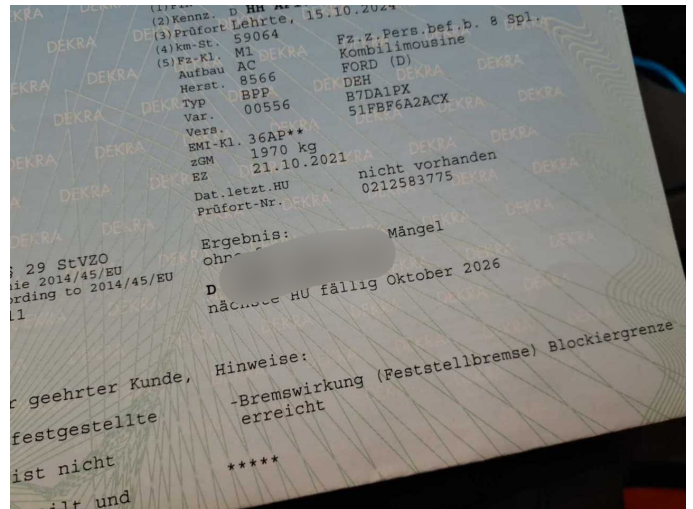 (2) Kennz. D HH
(3) Prüfort Lehrte, 15.10.2024
(4) km-St. 59064
(5) Fz-Kl. M1 Fz.z.Pers.bef.b. 8 Spl.
Aufbau AC Kombilimousine
Herst. 8566 FORD (D)
Typ BPP DEH
Var. 00556 B7DA1PX
Vers. 51FBF6A2ACX
EMI-Kl. 36AP**
zGM 1970 kg
EZ 21.10.2021
Dat.letzt.HU nicht vorhanden
Prüfort-Nr. 0212583775
Ergebnis:
ohne Mängel
§ 29 StVZO
nie 2014/45/EU
ording to 2014/45/EU
11
D
nächste HU fällig Oktober 2026
Hinweise:
-Bremswirkung (Feststellbremse) Blockiergrenze
erreicht
*****
r geehrter Kunde,
festgestellte
ist nicht
und
DEKRA